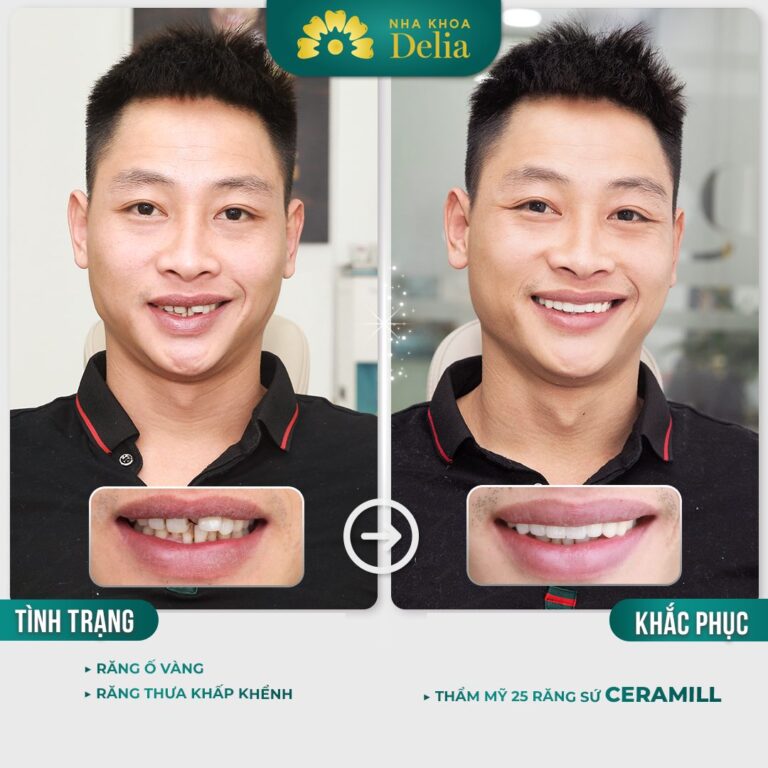 NHA KHOA
Delia
TÌNH TRẠNG
KHẮC PHỤC
▸ RĂNG Ố VÀNG
▸ RĂNG THƯA KHẤP KHỂNH
▸ THẨM MỸ 25 RĂNG SỨ CERAMILL